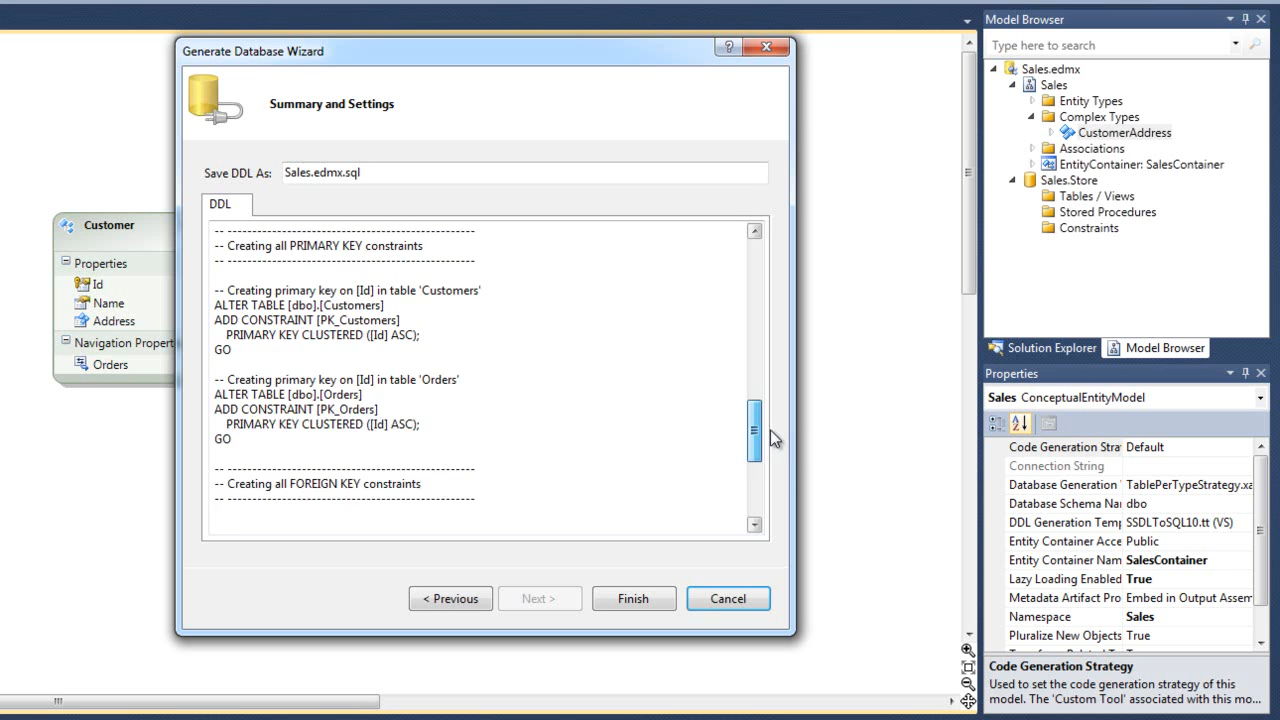 Generate Database Wizard
Summary and Settings
Save DDL As: Sales.edmx.sql
DDL
-- --------------------------------------------------
-- Creating all PRIMARY KEY constraints
-- --------------------------------------------------
-- Creating primary key on [Id] in table 'Customers'
ALTER TABLE [dbo].[Customers]
ADD CONSTRAINT [PK_Customers]
PRIMARY KEY CLUSTERED ([Id] ASC);
GO
-- Creating primary key on [Id] in table 'Orders'
ALTER TABLE [dbo].[Orders]
ADD CONSTRAINT [PK_Orders]
PRIMARY KEY CLUSTERED ([Id] ASC);
GO
-- --------------------------------------------------
-- Creating all FOREIGN KEY constraints
-- --------------------------------------------------
< Previous
Next >
Finish
Cancel
Customer
Properties
Id
Name
Address
Navigation Propert
Orders
Model Browser
Type here to search
Sales.edmx
Sales
Entity Types
Complex Types
CustomerAddress
Associations
EntityContainer: SalesContainer
Sales.Store
Tables / Views
Stored Procedures
Constraints
Solution Explorer
Model Browser
Properties
Sales ConceptualEntityModel
Code Generation Stra Default
Connection String
Database Generation TablePerTypeStrategy.xa
Database Schema Nai dbo
DDL Generation Temp SSDLToSQL10.tt (VS)
Entity Container Acce Public
Entity Container Nam SalesContainer
Lazy Loading Enabled True
Metadata Artifact Pro Embed in Output Assem
Namespace Sales
Pluralize New Objects True
Code Generation Strategy
Used to set the code generation strategy of this
model. The 'Custom Tool' associated with this mo...